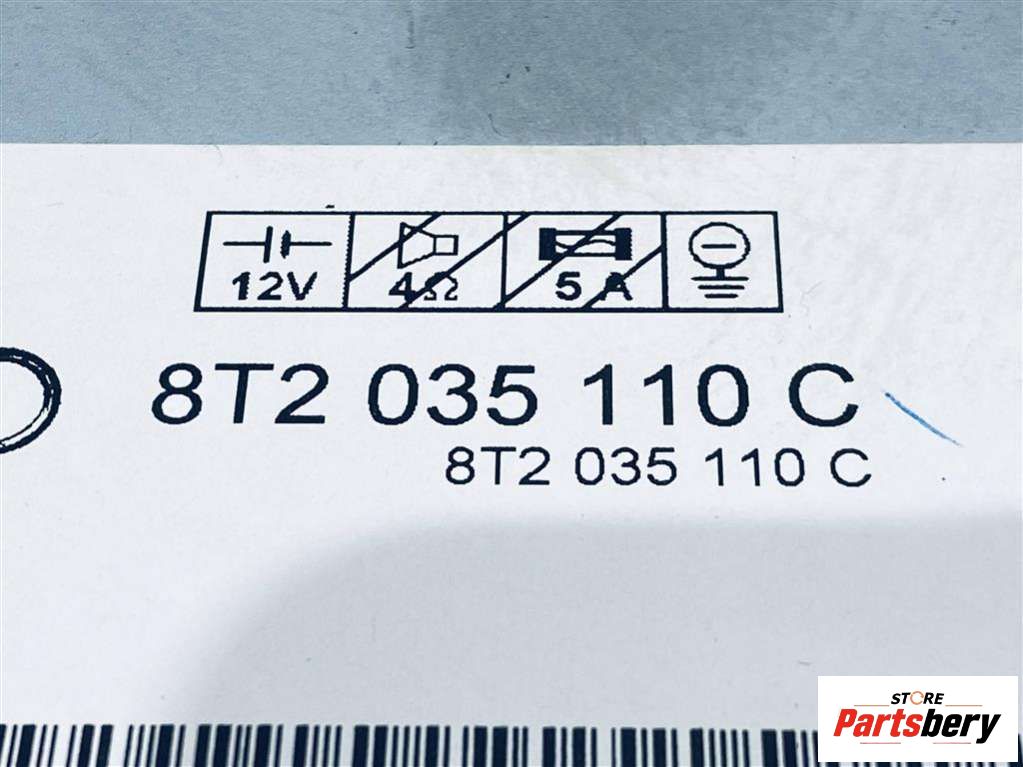 12V 4Ω 5 A
8T2 035 110 C
8T2 035 110 C
STORE
Partsbery